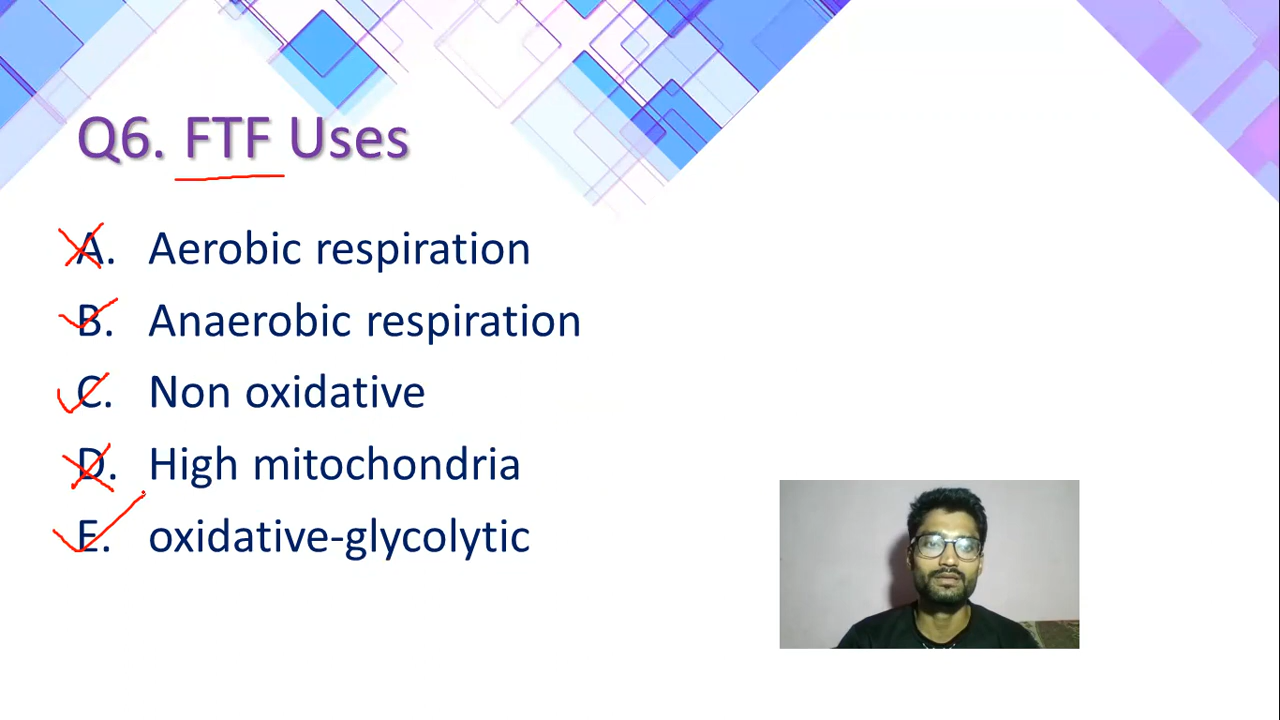 Q6. FTF Uses
A. Aerobic respiration
B. Anaerobic respiration
C. Non oxidative
D. High mitochondria
E. oxidative-glycolytic